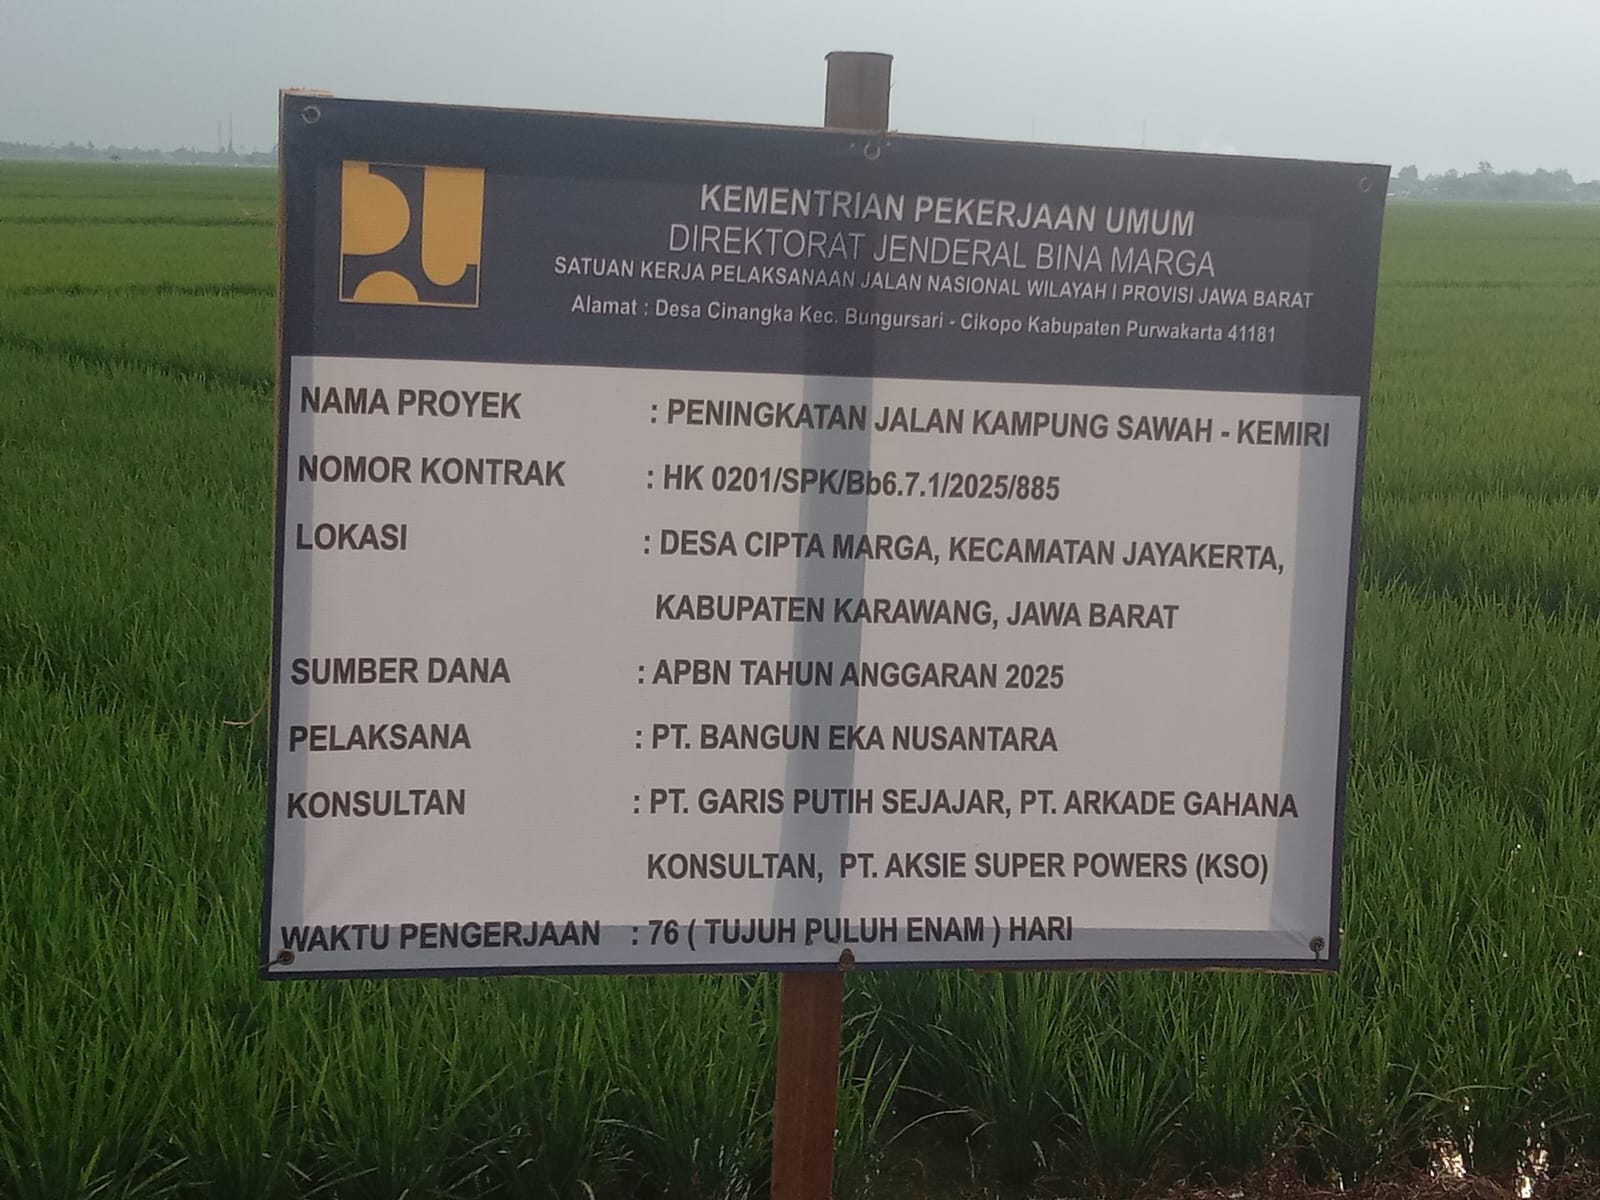 KEMENTRIAN PEKERJAAN UMUM
DIREKTORAT JENDERAL BINA MARGA
SATUAN KERJA PELAKSANAAN JALAN NASIONAL WILAYAH I PROVISI JAWA BARAT
Alamat : Desa Cinangka Kec. Bungursari - Cikopo Kabupaten Purwakarta 41181
NAMA PROYEK : PENINGKATAN JALAN KAMPUNG SAWAH - KEMIRI
NOMOR KONTRAK : HK 0201/SPK/Bb6.7.1/2025/885
LOKASI : DESA CIPTA MARGA, KECAMATAN JAYAKERTA,
KABUPATEN KARAWANG, JAWA BARAT
SUMBER DANA : APBN TAHUN ANGGARAN 2025
PELAKSANA : PT. BANGUN EKA NUSANTARA
KONSULTAN : PT. GARIS PUTIH SEJAJAR, PT. ARKADE GAHANA
KONSULTAN, PT. AKSIE SUPER POWERS (KSO)
WAKTU PENGERJAAN : 76 ( TUJUH PULUH ENAM ) HARI